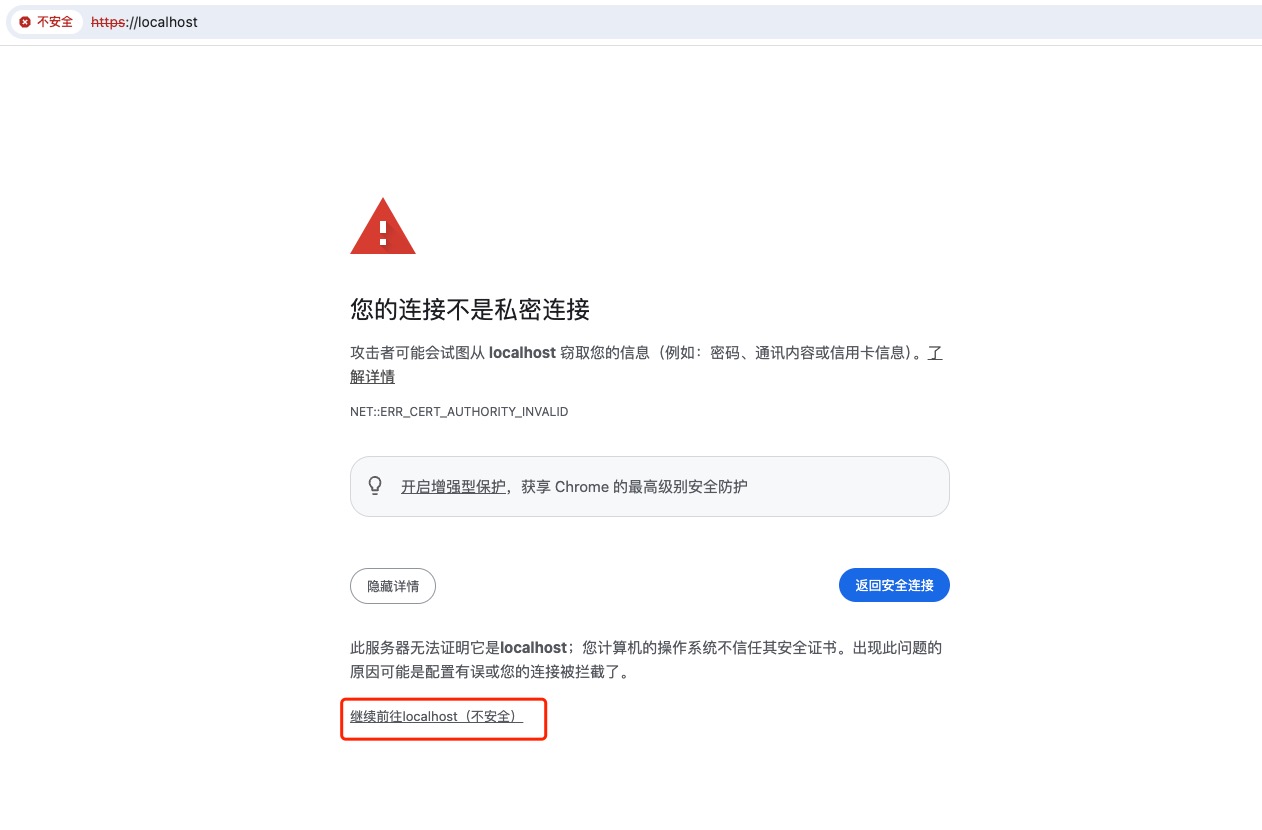 不安全 https://localhost
您的连接不是私密连接
攻击者可能会试图从 localhost 窃取您的信息（例如：密码、通讯内容或信用卡信息）。了
解详情
NET::ERR_CERT_AUTHORITY_INVALID
开启增强型保护，获享 Chrome 的最高级别安全防护
隐藏详情 返回安全连接
此服务器无法证明它是localhost；您计算机的操作系统不信任其安全证书。出现此问题的
原因可能是配置有误或您的连接被拦截了。
继续前往localhost（不安全）